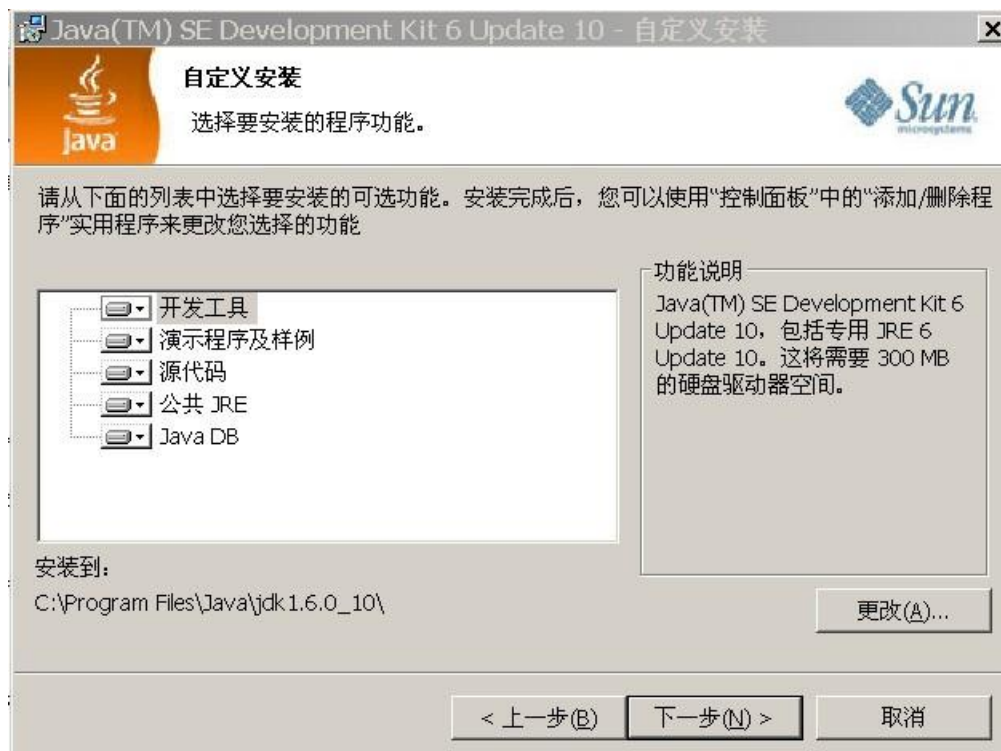 Java(TM) SE Development Kit 6 Update 10 - 自定义安装
Java
自定义安装
选择要安装的程序功能。
Sun
microsystems
请从下面的列表中选择要安装的可选功能。安装完成后，您可以使用“控制面板”中的“添加/删除程
序”实用程序来更改您选择的功能
开发工具
演示程序及样例
源代码
公共 JRE
Java DB
功能说明
Java(TM) SE Development Kit 6
Update 10，包括专用 JRE 6
Update 10。这将需要 300 MB
的硬盘驱动器空间。
安装到：
C:\Program Files\Java\jdk1.6.0_10\
更改(A)...
< 上一步(B)
下一步(N) >
取消